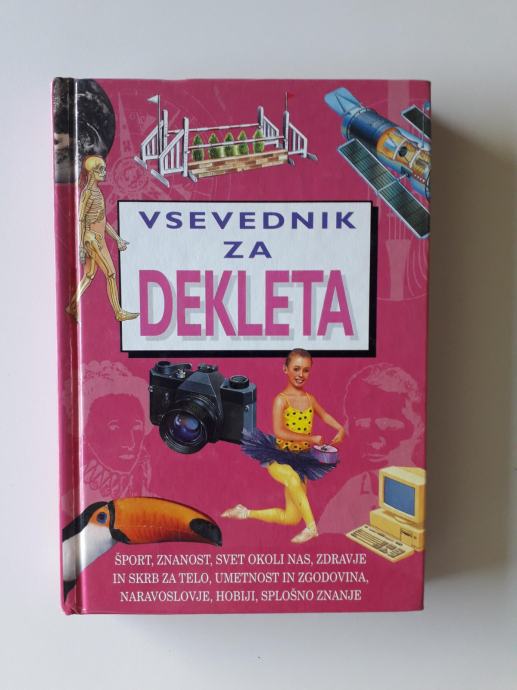 VSEVEDNIK
ZA
DEKLETA
ŠPORT, ZNANOST, SVET OKOLI NAS, ZDRAVJE
IN SKRB ZA TELO, UMETNOST IN ZGODOVINA,
NARAVOSLOVJE, HOBIJI, SPLOŠNO ZNANJE